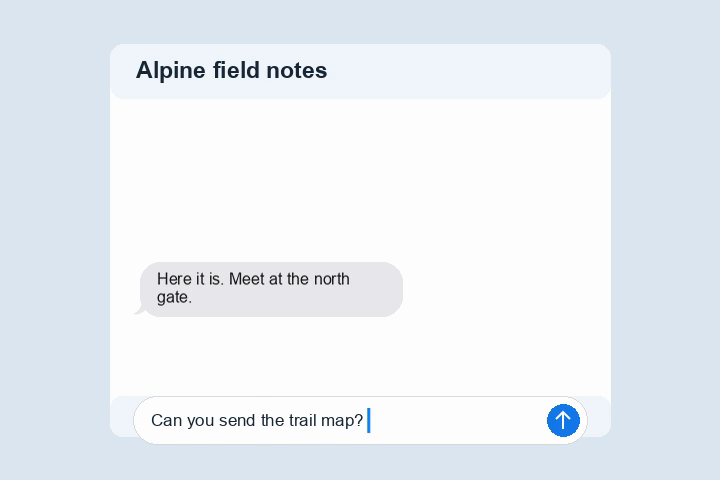 Alpine field notes
Here it is. Meet at the north
gate.
Can you send the trail map?